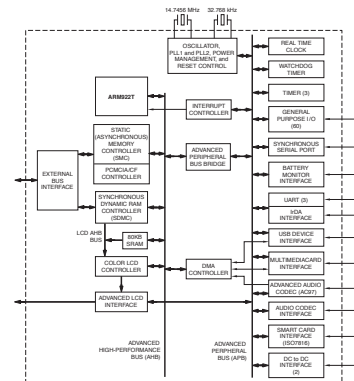 14.7456 MHz
32.768 kHz
OSCILLATOR,
PLL1 and PLL2, POWER
MANAGEMENT, and
RESET CONTROL
REAL TIME
CLOCK
WATCHDOG
TIMER
ARM922T
TIMER (3)
INTERRUPT
CONTROLLER
GENERAL
PURPOSE I/O
(60)
STATIC
(ASYNCHRONOUS)
MEMORY
CONTROLLER
(SMC)
PCMCIA/CF
CONTROLLER
ADVANCED
PERIPHERAL
BUS BRIDGE
SYNCHRONOUS
SERIAL PORT
EXTERNAL
BUS
INTERFACE
BATTERY
MONITOR
INTERFACE
SYNCHRONOUS
DYNAMIC RAM
CONTROLLER
(SDMC)
UART (3)
IrDA
INTERFACE
LCD AHB
BUS
80KB
SRAM
USB DEVICE
INTERFACE
COLOR LCD
CONTROLLER
DMA
CONTROLLER
MULTIMEDIACARD
INTERFACE
ADVANCED AUDIO
CODEC (AC97)
ADVANCED LCD
INTERFACE
AUDIO CODEC
INTERFACE
SMART CARD
INTERFACE
(ISO7816)
ADVANCED
HIGH-PERFORMANCE
BUS (AHB)
ADVANCED
PERIPHERAL
BUS (APB)
DC to DC
INTERFACE
(2)